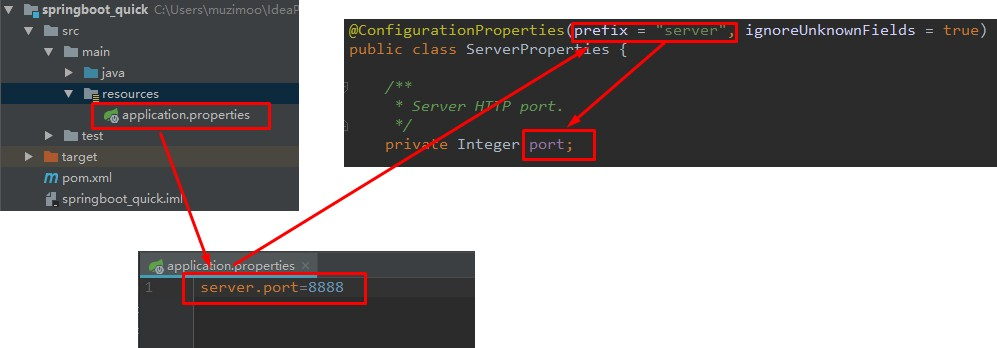 springboot_quick C:\Users\muzimoo\IdeaP
src
main
java
resources
application.properties
test
target
pom.xml
springboot_quick.iml
@ConfigurationProperties(prefix = "server", ignoreUnknownFields = true)
public class ServerProperties {
/**
* Server HTTP port.
*/
private Integer port;
application.properties
1 server.port=8888